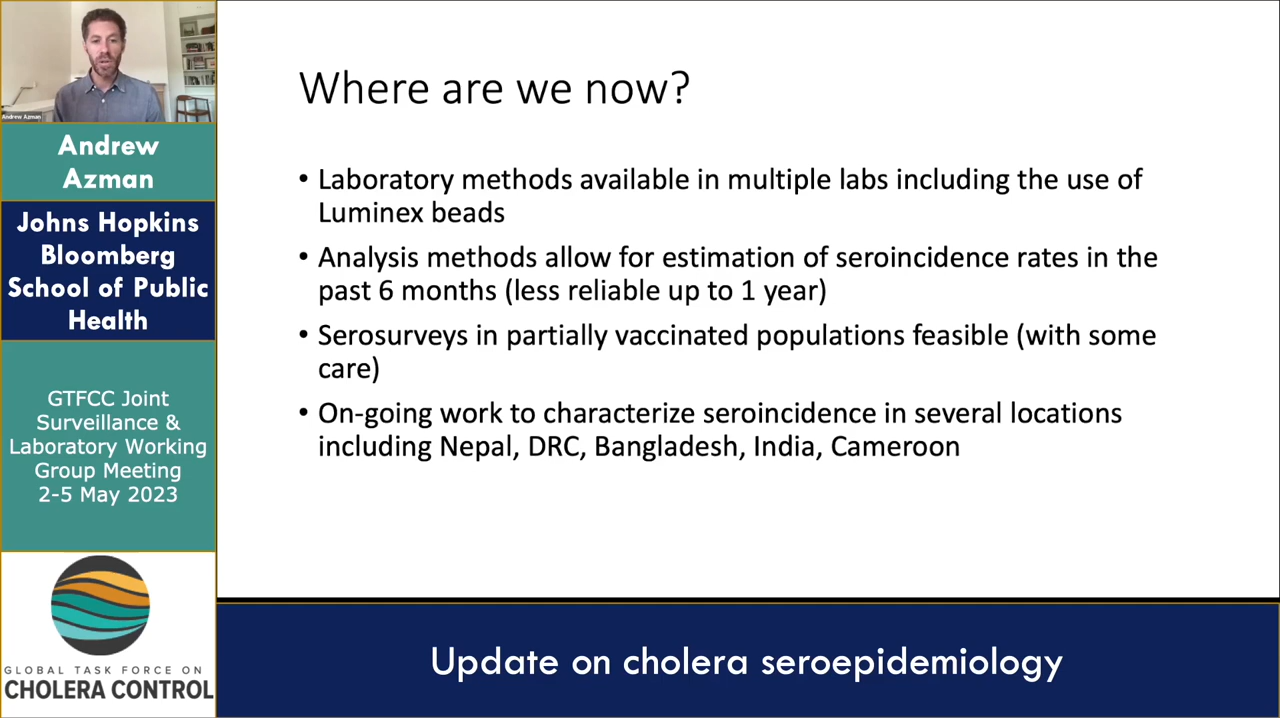 Andrew Azman
Andrew
Azman
Johns Hopkins
Bloomberg
School of Public
Health
GTFCC Joint
Surveillance &
Laboratory Working
Group Meeting
2-5 May 2023
GLOBAL TASK FORCE ON
CHOLERA CONTROL
Where are we now?
• Laboratory methods available in multiple labs including the use of
Luminex beads
• Analysis methods allow for estimation of seroincidence rates in the
past 6 months (less reliable up to 1 year)
• Serosurveys in partially vaccinated populations feasible (with some
care)
• On-going work to characterize seroincidence in several locations
including Nepal, DRC, Bangladesh, India, Cameroon
Update on cholera seroepidemiology